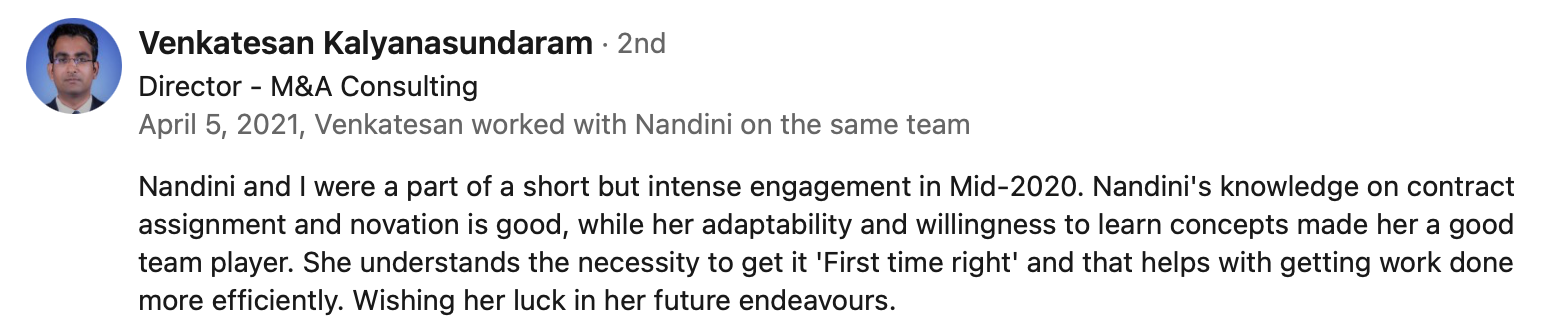 Venkatesan Kalyanasundaram · 2nd
Director - M&A Consulting
April 5, 2021, Venkatesan worked with Nandini on the same team
Nandini and I were a part of a short but intense engagement in Mid-2020. Nandini's knowledge on contract
assignment and novation is good, while her adaptability and willingness to learn concepts made her a good
team player. She understands the necessity to get it 'First time right' and that helps with getting work done
more efficiently. Wishing her luck in her future endeavours.